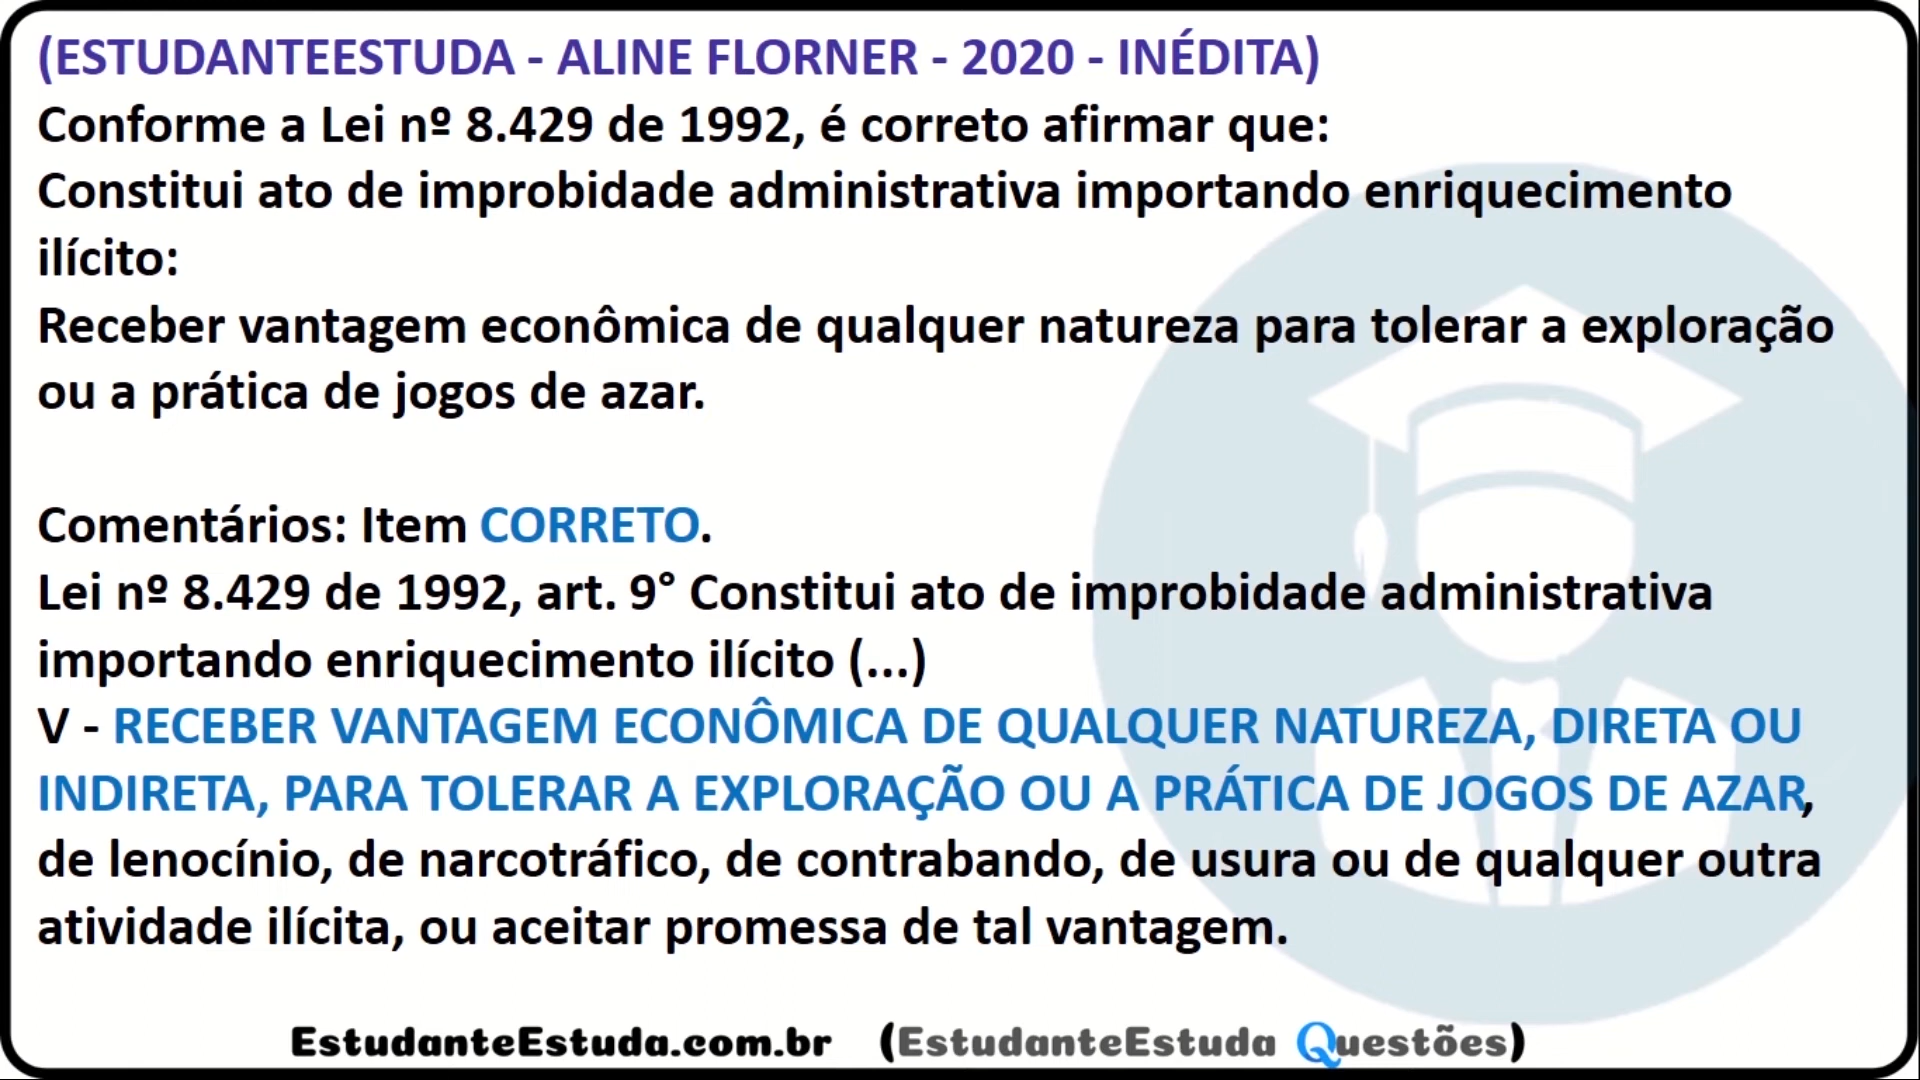 (ESTUDANTEESTUDA - ALINE FLORNER - 2020 - INÉDITA)
Conforme a Lei nº 8.429 de 1992, é correto afirmar que:
Constitui ato de improbidade administrativa importando enriquecimento
ilícito:
Receber vantagem econômica de qualquer natureza para tolerar a exploração
ou a prática de jogos de azar.
Comentários: Item CORRETO.
Lei nº 8.429 de 1992, art. 9° Constitui ato de improbidade administrativa
importando enriquecimento ilícito (...)
V - RECEBER VANTAGEM ECONÔMICA DE QUALQUER NATUREZA, DIRETA OU
INDIRETA, PARA TOLERAR A EXPLORAÇÃO OU A PRÁTICA DE JOGOS DE AZAR,
de lenocínio, de narcotráfico, de contrabando, de usura ou de qualquer outra
atividade ilícita, ou aceitar promessa de tal vantagem.
EstudanteEstuda.com.br (EstudanteEstuda Questões)